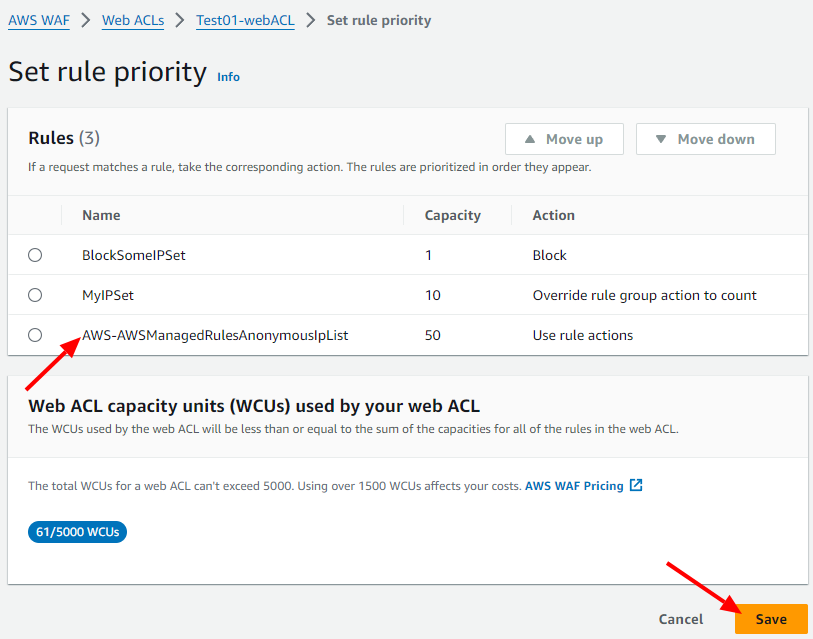 AWS WAF > Web ACLs > Test01-webACL > Set rule priority
Set rule priority Info
Rules (3)
▲ Move up ▼ Move down
If a request matches a rule, take the corresponding action. The rules are prioritized in order they appear.
Name Capacity Action
BlockSomeIPSet 1 Block
MyIPSet 10 Override rule group action to count
AWS-AWSManagedRulesAnonymousIpList 50 Use rule actions
Web ACL capacity units (WCUs) used by your web ACL
The WCUs used by the web ACL will be less than or equal to the sum of the capacities for all of the rules in the web ACL.
The total WCUs for a web ACL can't exceed 5000. Using over 1500 WCUs affects your costs. AWS WAF Pricing
61/5000 WCUs
Cancel Save